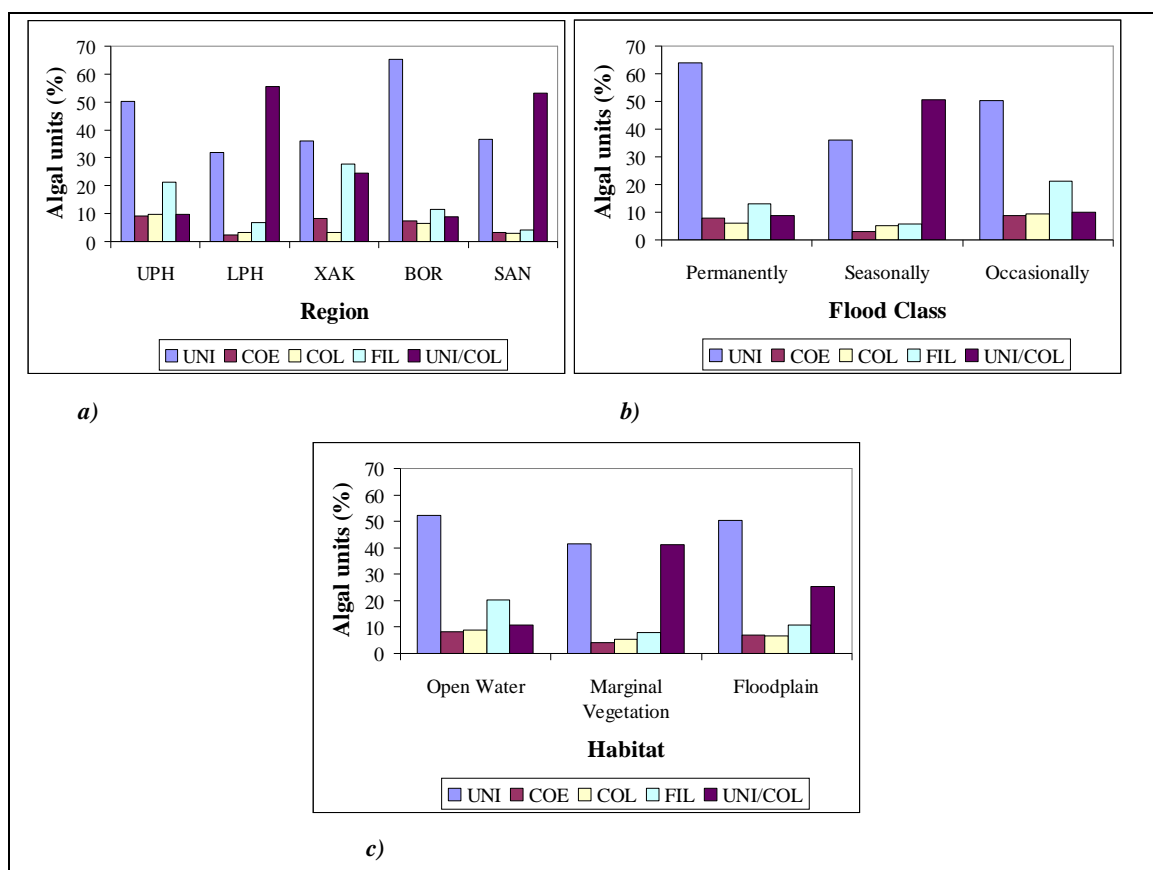 Algal units (%)
70
60
50
40
30
20
10
0
UPH LPH XAK BOR SAN
Region
UNI COE COL FIL UNI/COL
a)
Algal units (%)
70
60
50
40
30
20
10
0
Permanently Seasonally Occasionally
Flood Class
UNI COE COL FIL UNI/COL
b)
Algal units (%)
70
60
50
40
30
20
10
0
Open Water Marginal Floodplain
Vegetation
Habitat
UNI COE COL FIL UNI/COL
c)